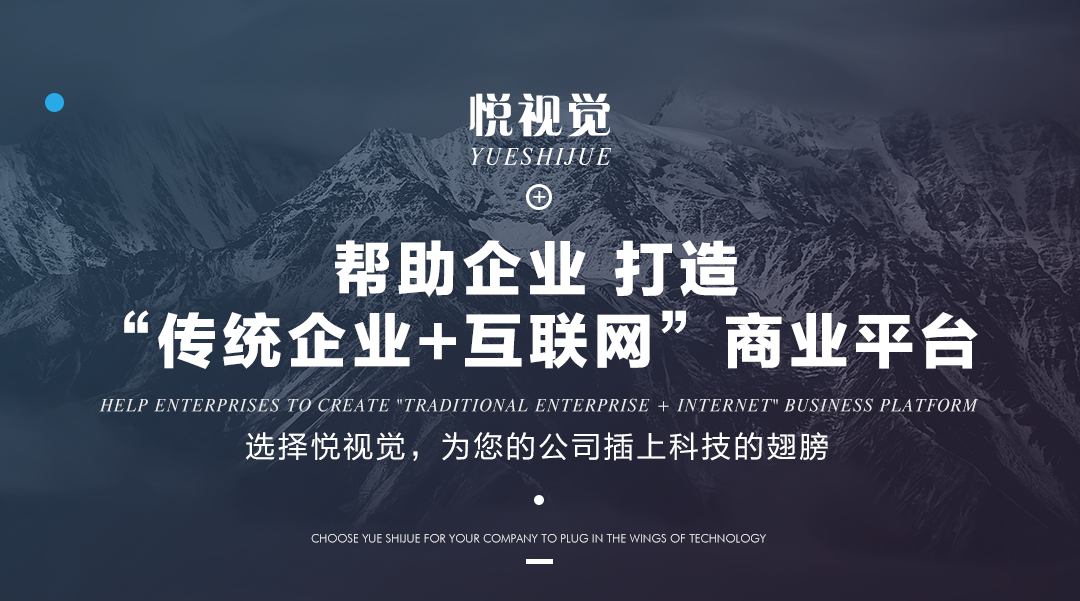 悦视觉
YUESHIJUE
帮助企业 打造
“传统企业+互联网”商业平台
HELP ENTERPRISES TO CREATE "TRADITIONAL ENTERPRISE + INTERNET" BUSINESS PLATFORM
选择悦视觉，为您的公司插上科技的翅膀
CHOOSE YUE SHIJUE FOR YOUR COMPANY TO PLUG IN THE WINGS OF TECHNOLOGY